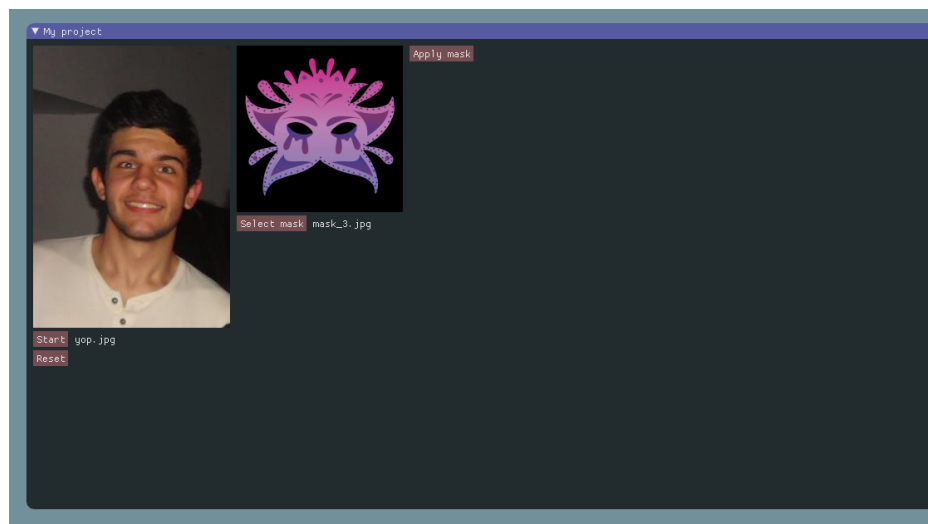 My project
Apply mask
Select mask mask_3.jpg
Start yop.jpg
Reset